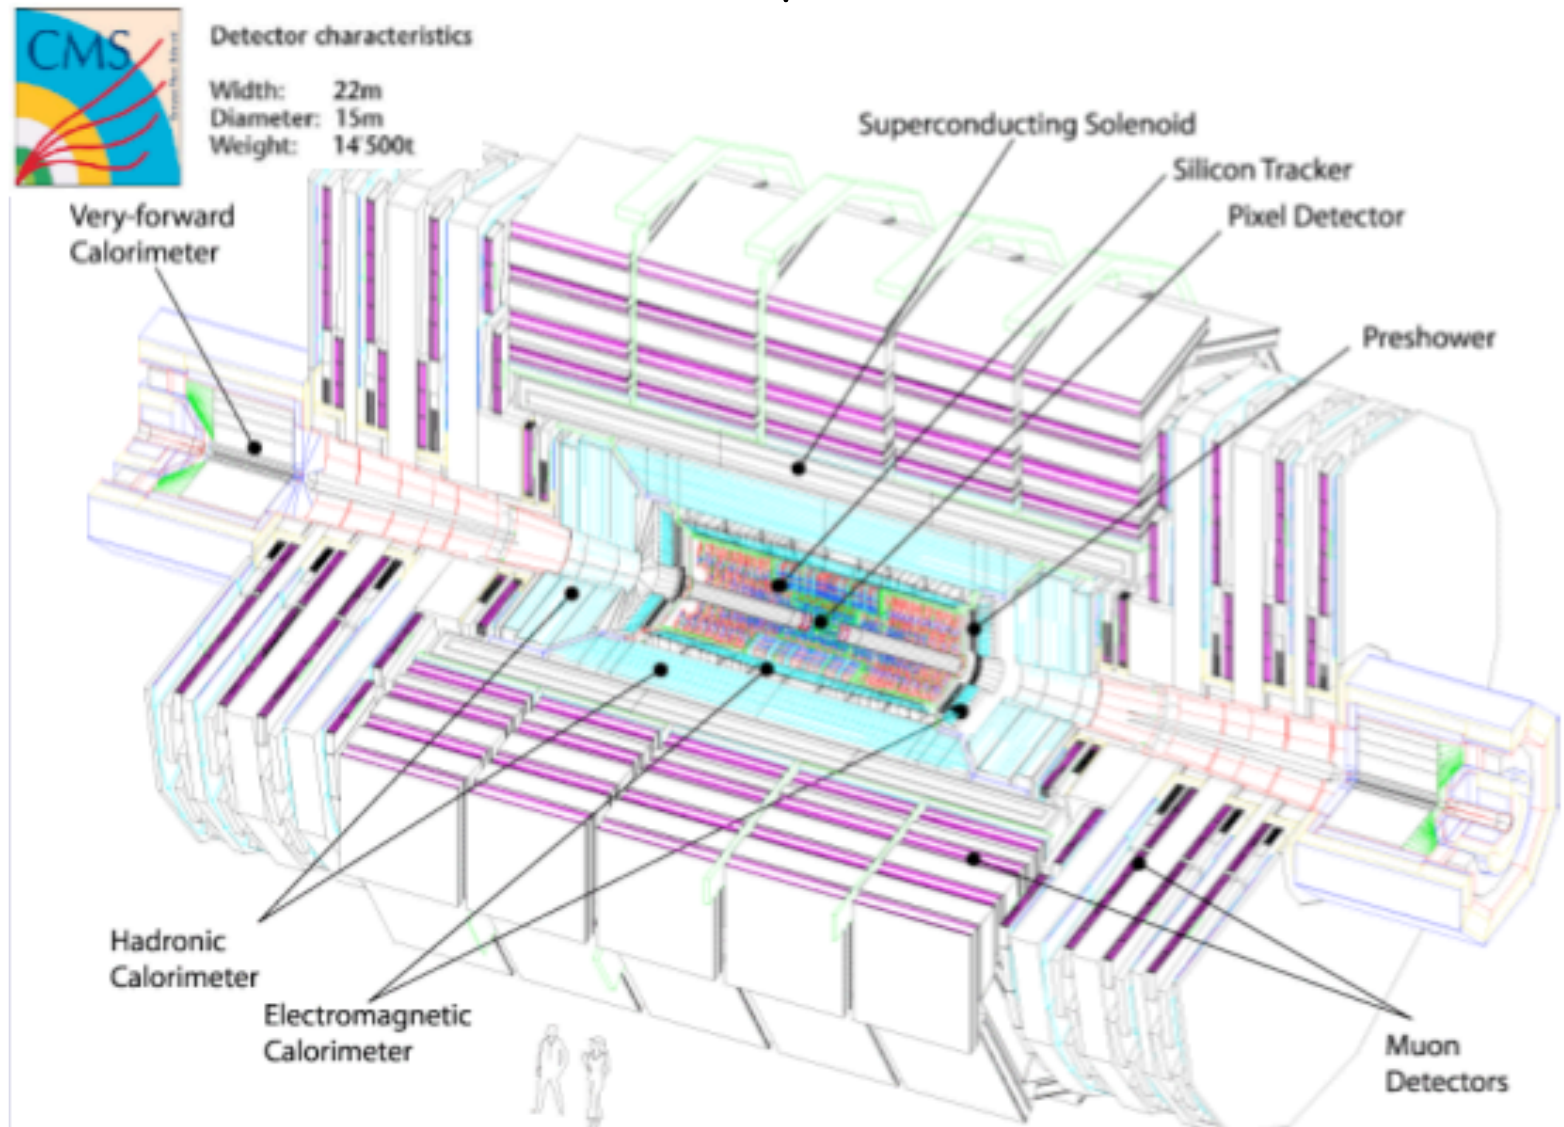 CMS
Detector characteristics
Width: 22m
Diameter: 15m
Weight: 14'500t
Superconducting Solenoid
Silicon Tracker
Pixel Detector
Very-forward
Calorimeter
Preshower
Hadronic
Calorimeter
Electromagnetic
Calorimeter
Muon
Detectors